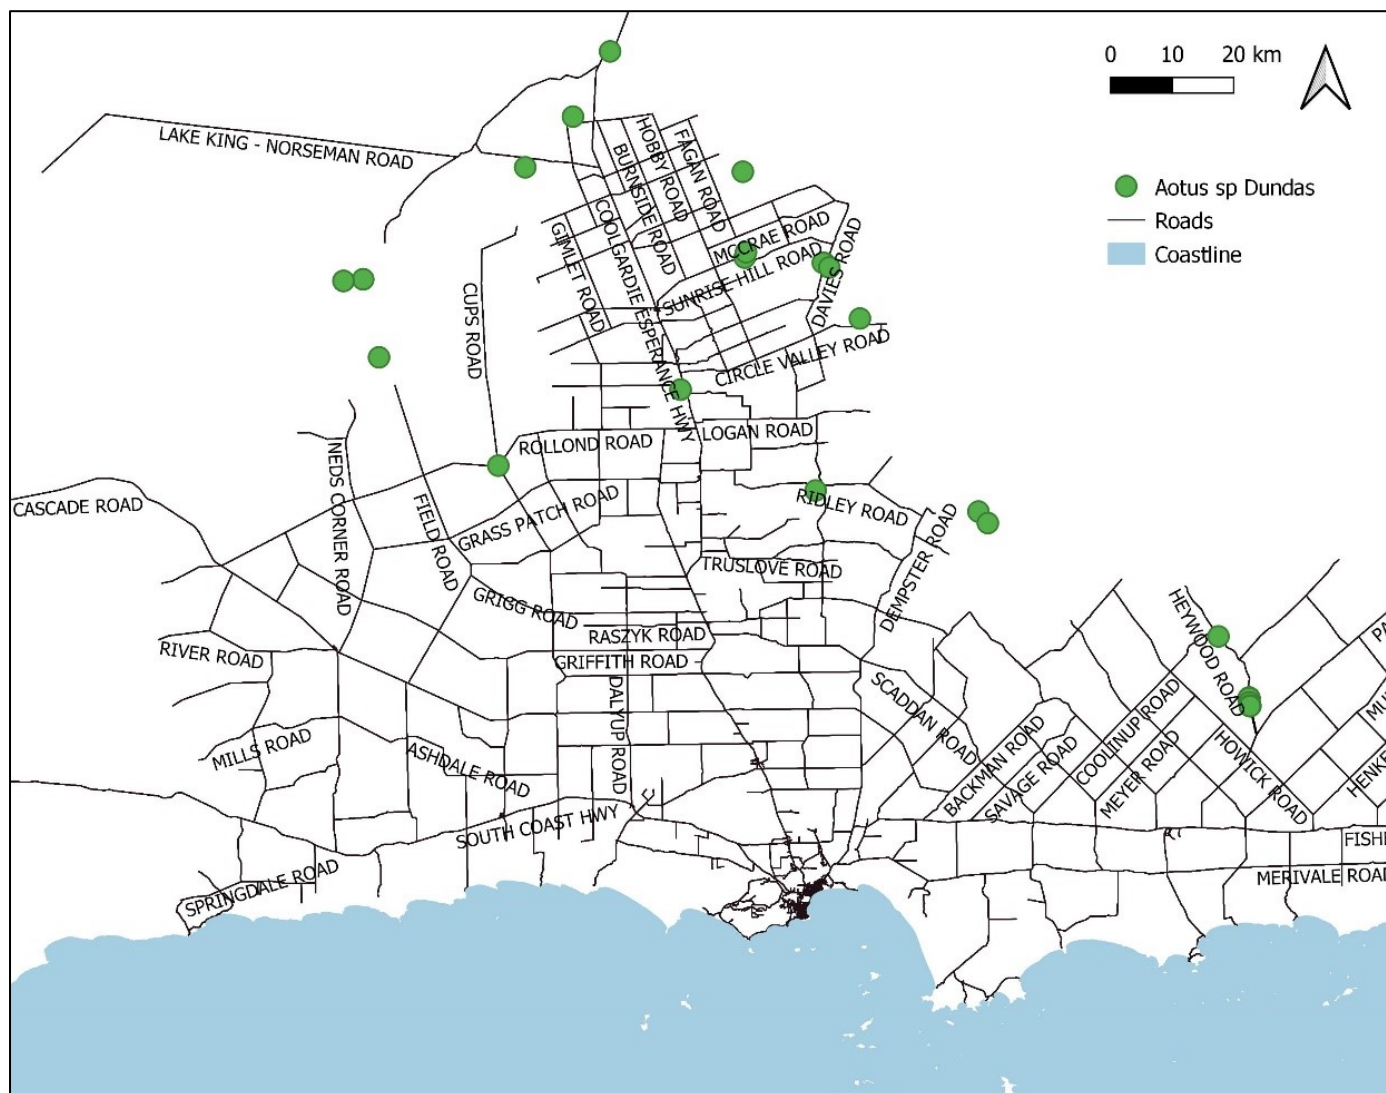 0 10 20 km
Aotus sp Dundas
Roads
Coastline
LAKE KING - NORSEMAN ROAD
HOBBY ROAD
FAGAN ROAD
BURNSIDE ROAD
COOLGARDIE ESPERANCE HWY
GIMLET ROAD
MCCRAE ROAD
SUNRISE HILL ROAD
DAVIES ROAD
CUPS ROAD
CIRCLE VALLEY ROAD
ROLLOND ROAD
LOGAN ROAD
NEDS CORNER ROAD
CASCADE ROAD
FIELD ROAD
GRASS PATCH ROAD
RIDLEY ROAD
DEMPSTER ROAD
TRUSLOVE ROAD
GRIGG ROAD
RASZYK ROAD
GRIFFITH ROAD
RIVER ROAD
HEYWOOD ROAD
PA
DALYUP ROAD
SCADDAN ROAD
MU
MILLS ROAD
ASHDALE ROAD
BACKMAN ROAD
SAVAGE ROAD
COOLINUP ROAD
MEYER ROAD
HOWICK ROAD
HENKE
SOUTH COAST HWY
FISHE
SPRINGDALE ROAD
MERIVALE ROAD